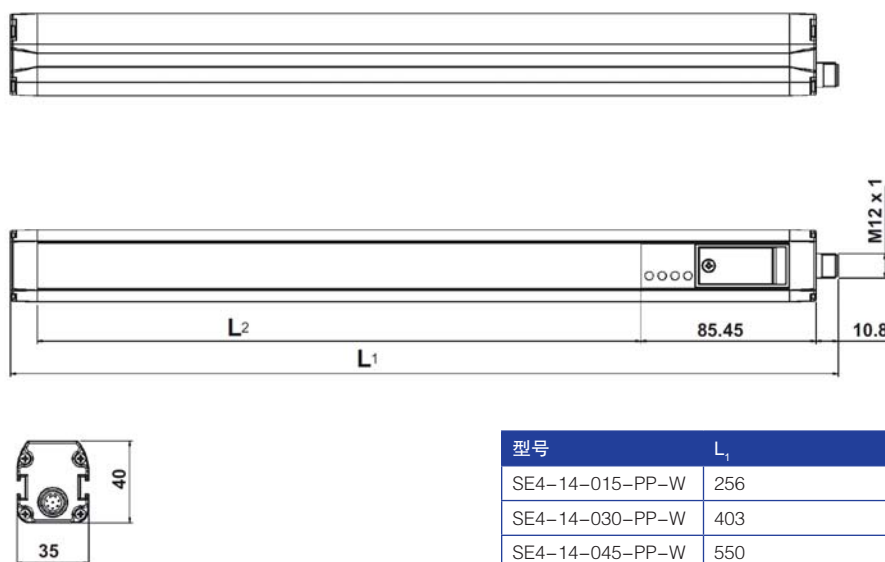 M12 x 1
L2
85.45
10.8
L1
40
35
型号 L1
SE4-14-015-PP-W 256
SE4-14-030-PP-W 403
SE4-14-045-PP-W 550